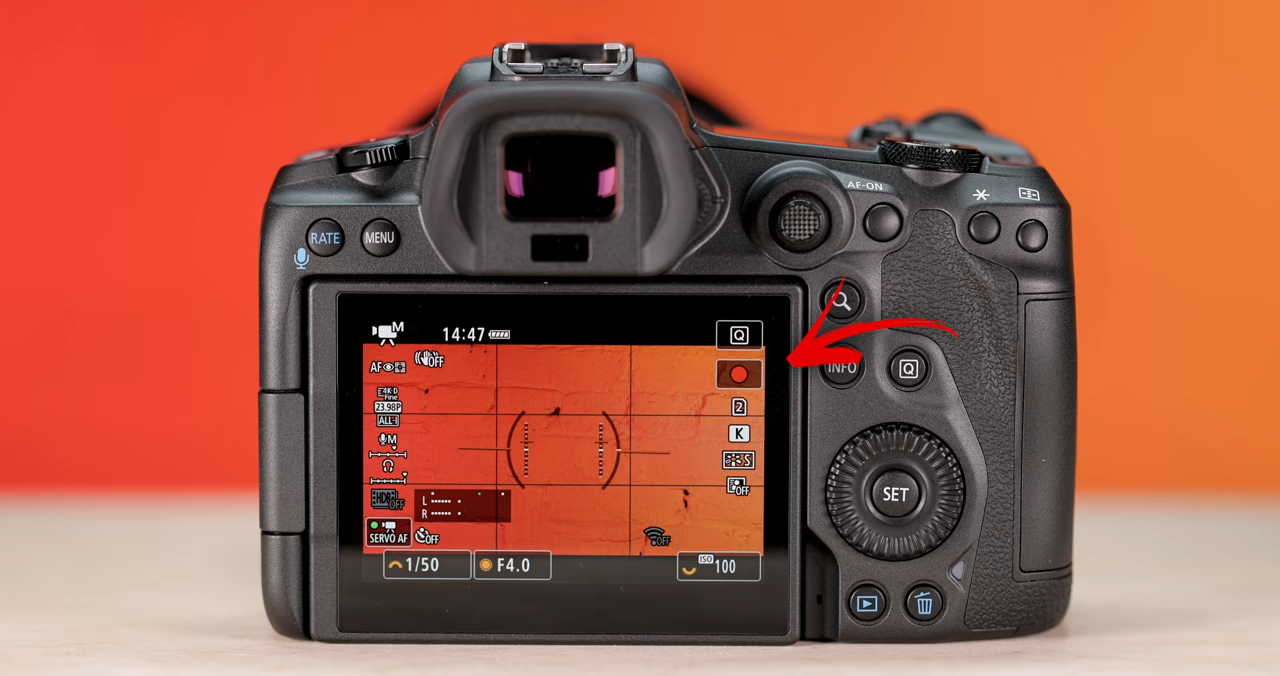 AF-ON
RATE
MENU
INFO
Q
SET
M
14:47
Q
AF
OFF
4K D
Fine
23.98P
ALL-I
2
M
K
S
OFF
HDR
OFF
L
R
SERVO AF
OFF
OFF
1/50
F4.0
ISO
100